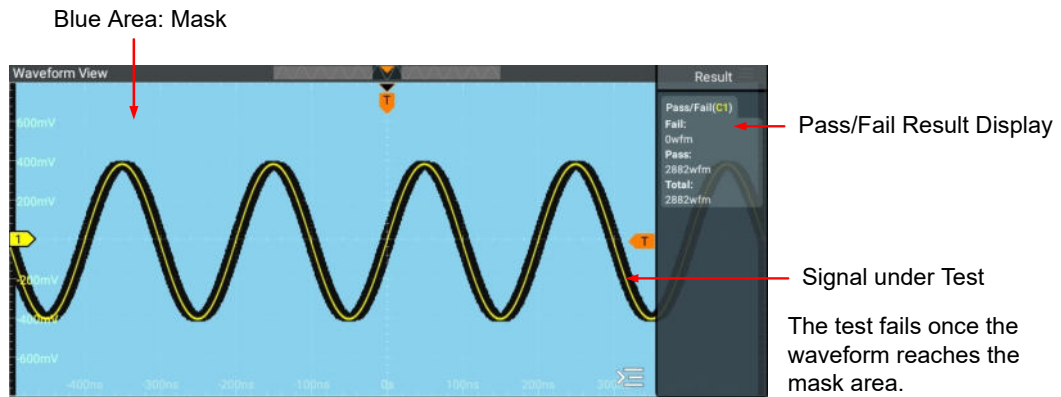 Blue Area: Mask
Waveform View
Result
T
600mV
Pass/Fail(C1)
Fail:
0wfm
Pass:
2882wfm
Total:
2882wfm
Pass/Fail Result Display
400mV
200mV
1
T
-200mV
Signal under Test
-400mV
The test fails once the
waveform reaches the
mask area.
-600mV
-400ns -300ns -200ns -100ns 0s 100ns 200ns